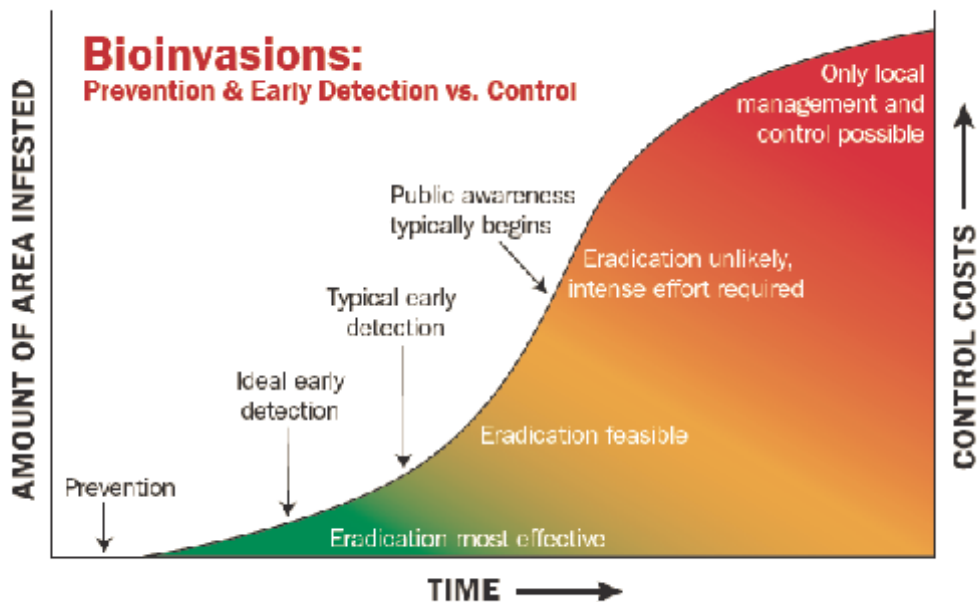 Bioinvasions:
Prevention & Early Detection vs. Control
AMOUNT OF AREA INFESTED
Only local
management and
control possible
CONTROL COSTS
Public awareness
typically begins
Eradication unlikely,
intense effort required
Typical early
detection
Ideal early
detection
Eradication feasible
Prevention
Eradication most effective
TIME